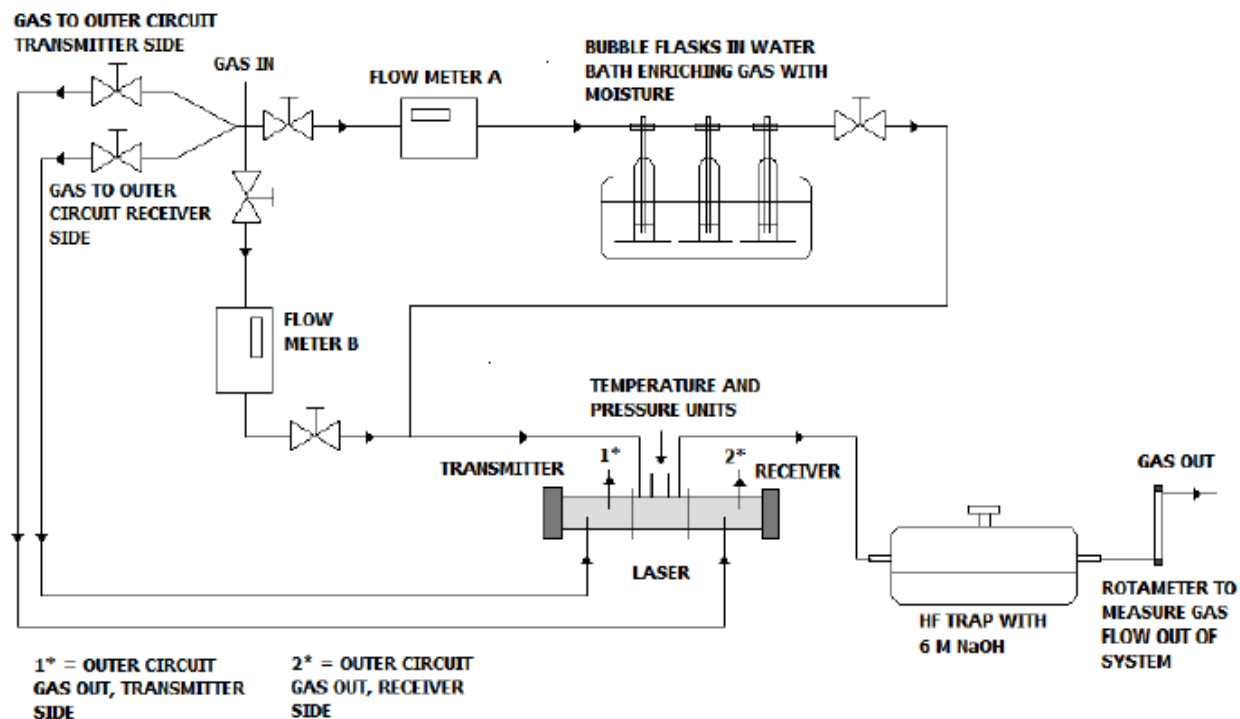 GAS TO OUTER CIRCUIT
TRANSMITTER SIDE
GAS IN
FLOW METER A
BUBBLE FLASKS IN WATER
BATH ENRICHING GAS WITH
MOISTURE
GAS TO OUTER
CIRCUIT RECEIVER
SIDE
FLOW
METER B
TEMPERATURE AND
PRESSURE UNITS
TRANSMITTER
1*
2*
RECEIVER
GAS OUT
LASER
HF TRAP WITH
6 M NaOH
ROTAMETER TO
MEASURE GAS
FLOW OUT OF
SYSTEM
1* = OUTER CIRCUIT
GAS OUT, TRANSMITTER
SIDE
2* = OUTER CIRCUIT
GAS OUT, RECEIVER
SIDE